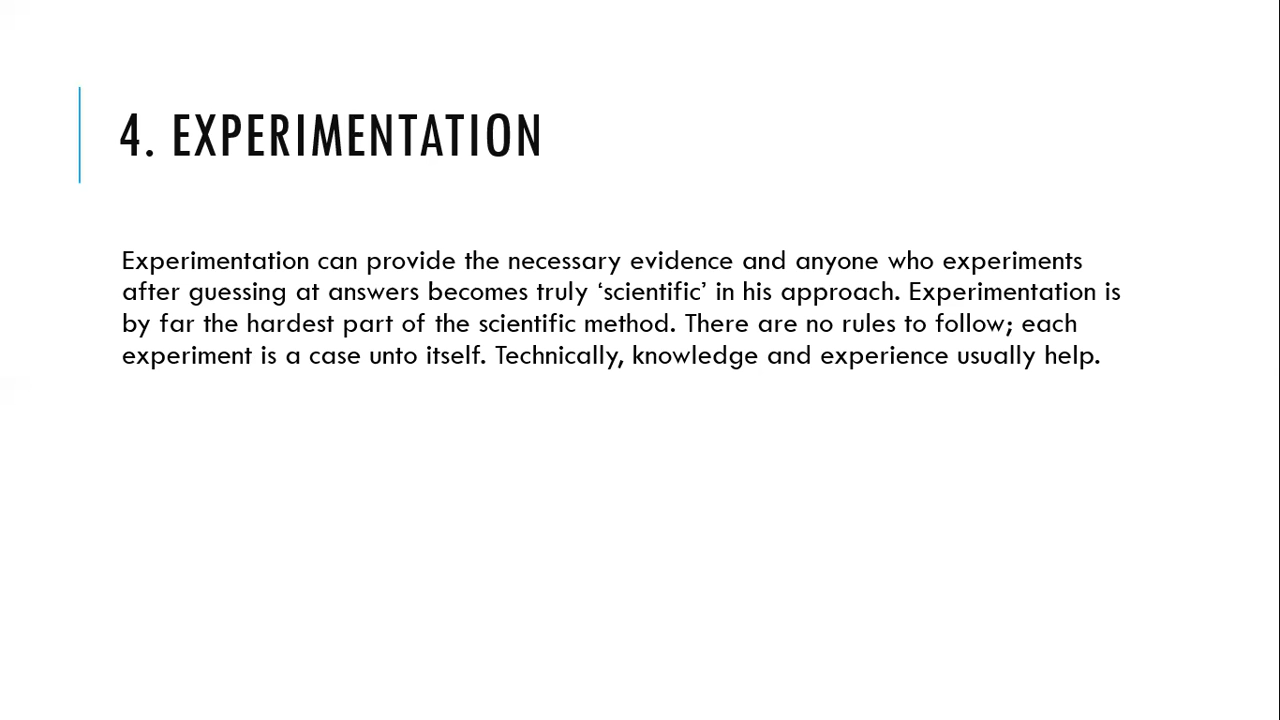 4. EXPERIMENTATION
Experimentation can provide the necessary evidence and anyone who experiments
after guessing at answers becomes truly ‘scientific’ in his approach. Experimentation is
by far the hardest part of the scientific method. There are no rules to follow; each
experiment is a case unto itself. Technically, knowledge and experience usually help.